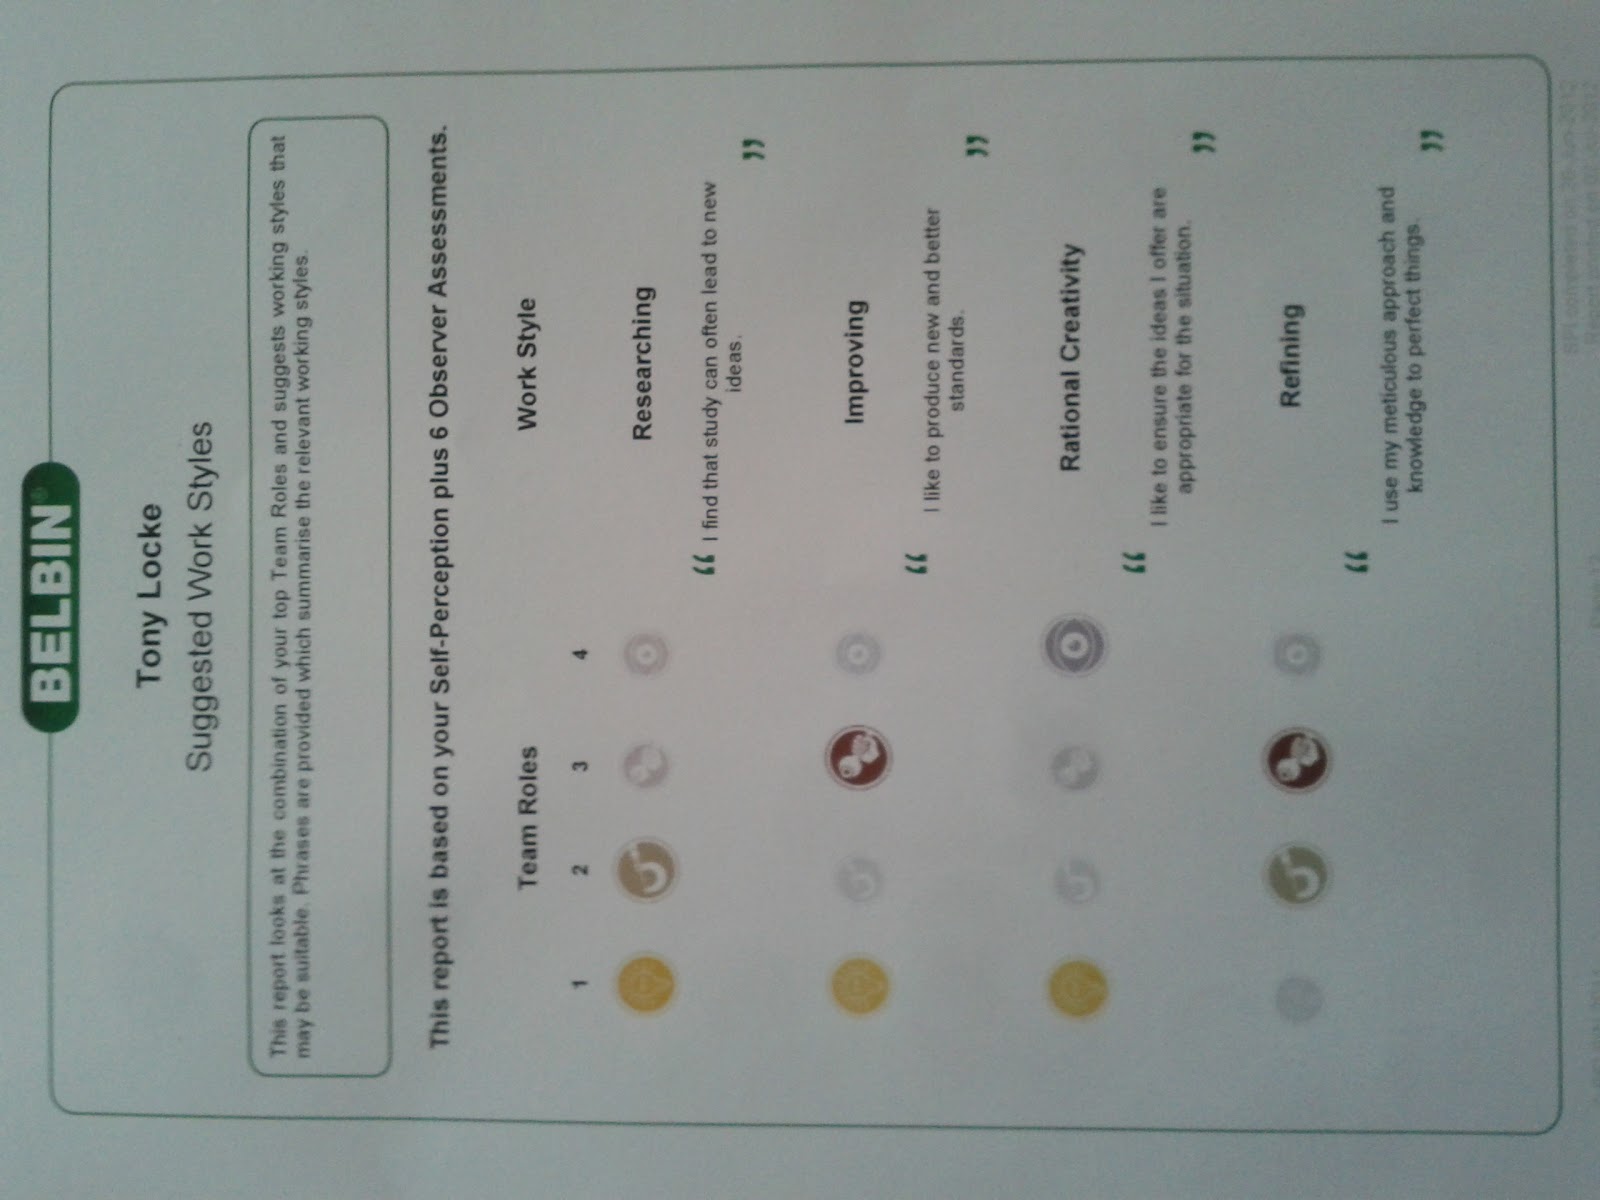 BELBIN®
Tony Locke
Suggested Work Styles
This report looks at the combination of your top Team Roles and suggests working styles that
may be suitable. Phrases are provided which summarise the relevant working styles.
This report is based on your Self-Perception plus 6 Observer Assessments.
Team Roles Work Style
1 2 3 4
Researching
“ I find that study can often lead to new
ideas. ”
Improving
“ I like to produce new and better
standards. ”
Rational Creativity
“ I like to ensure the ideas I offer are
appropriate for the situation. ”
Refining
“ I use my meticulous approach and
knowledge to perfect things. ”